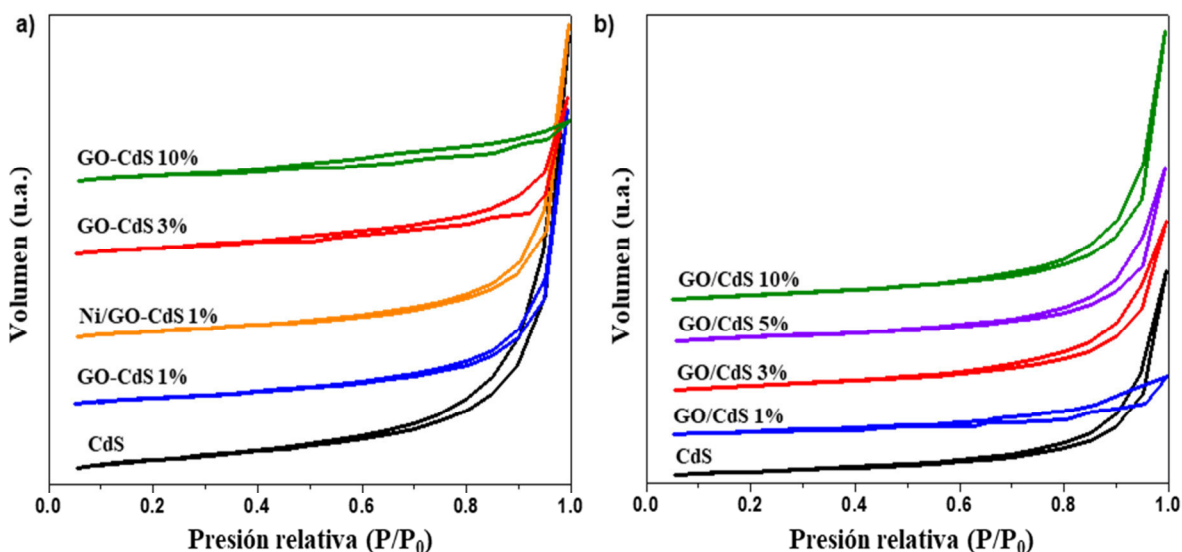 a)
Volumen (u.a.)
GO-CdS 10%
GO-CdS 3%
Ni/GO-CdS 1%
GO-CdS 1%
CdS
0.0 0.2 0.4 0.6 0.8 1.0
Presión relativa (P/P₀)
b)
Volumen (u.a.)
GO/CdS 10%
GO/CdS 5%
GO/CdS 3%
GO/CdS 1%
CdS
0.0 0.2 0.4 0.6 0.8 1.0
Presión relativa (P/P₀)